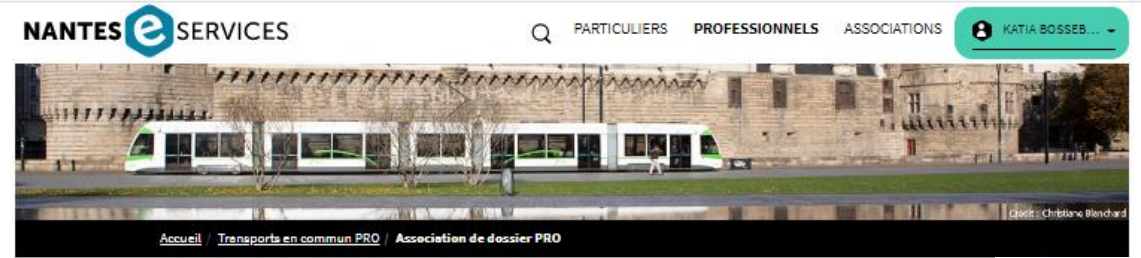 NANTES e SERVICES
PARTICULIERS PROFESSIONNELS ASSOCIATIONS KATIA BOSSEB...
Crédit : Christiane Blanchard
Accueil / Transports en commun PRO / Association de dossier PRO